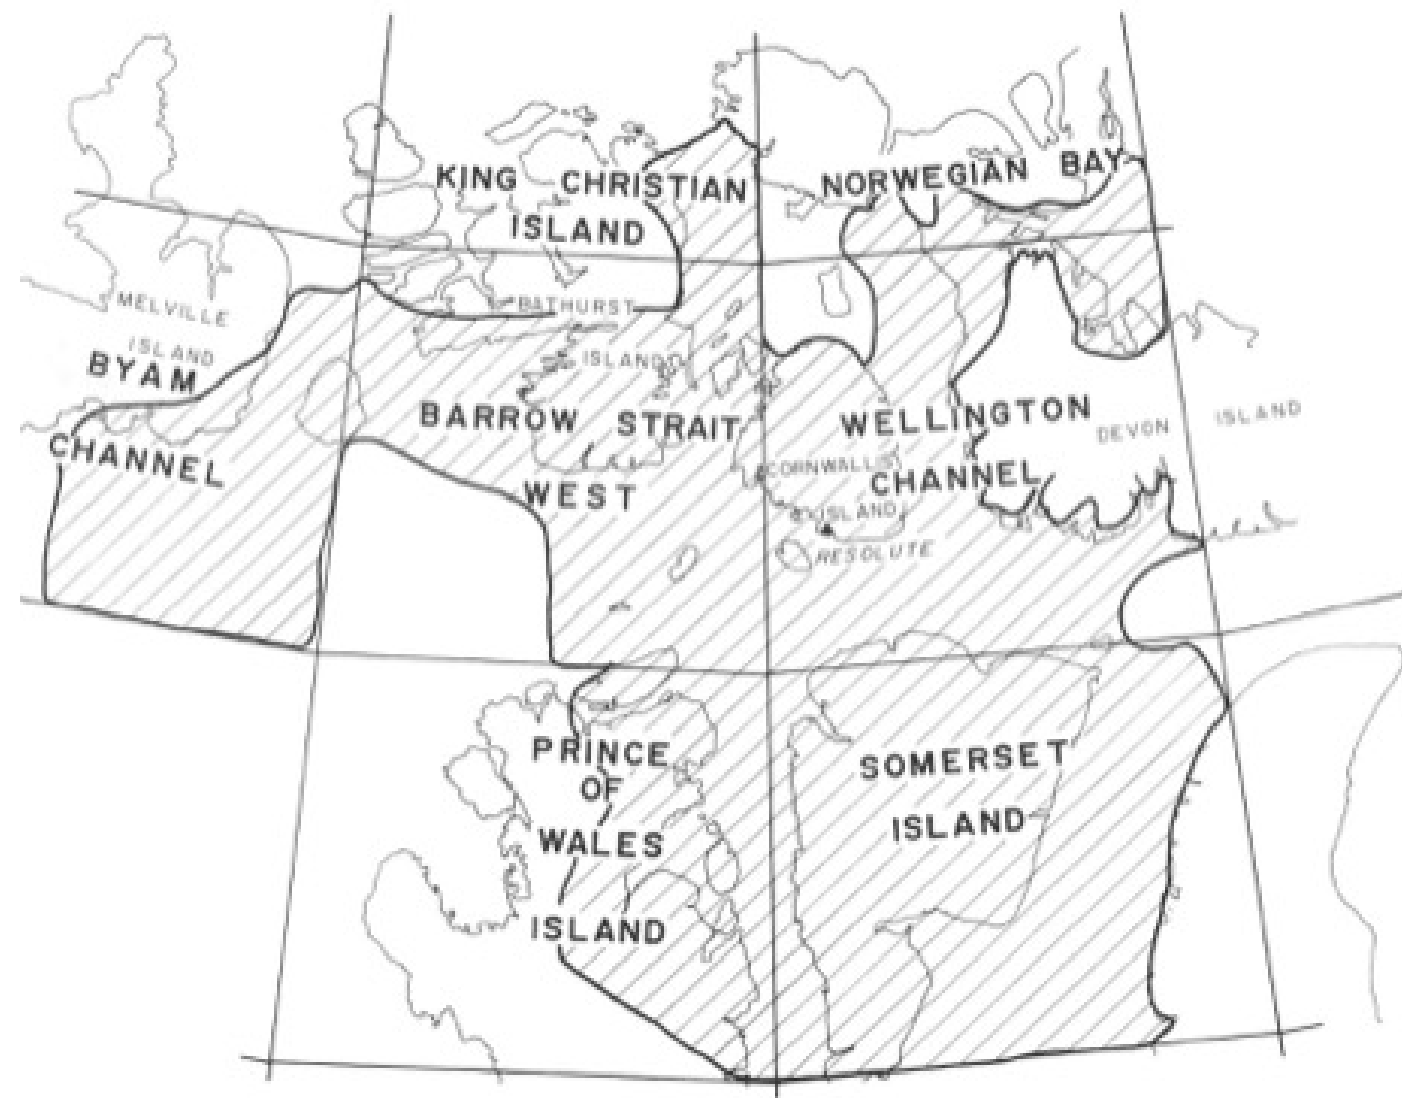 KING CHRISTIAN
ISLAND
NORWEGIAN BAY
MELVILLE
ISLAND
BATHURST
ISLAND
BYAM
CHANNEL
BARROW STRAIT
WEST
WELLINGTON
CHANNEL
DEVON ISLAND
CORNWALLIS
ISLAND
RESOLUTE
PRINCE
OF
WALES
ISLAND
SOMERSET
ISLAND